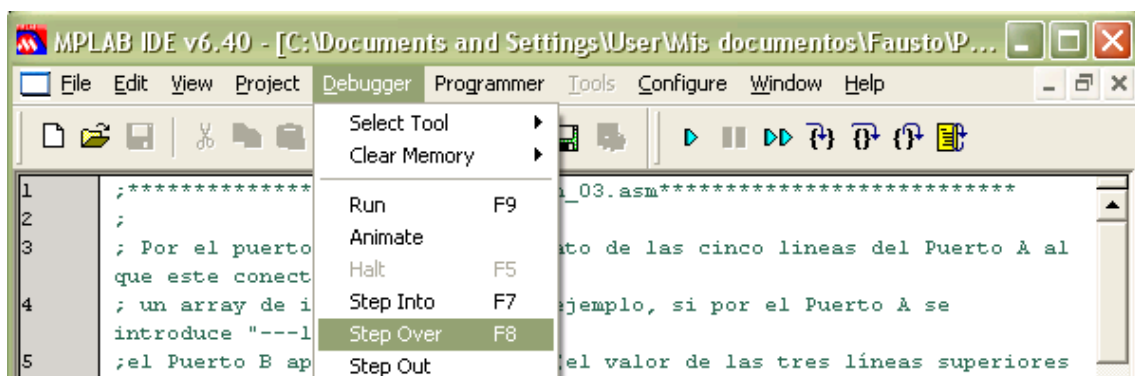 MPLAB IDE v6.40 - [C:\Documents and Settings\User\Mis documentos\Fausto\P...
File Edit View Project Debugger Programmer Tools Configure Window Help
Select Tool
Clear Memory
Run F9
Animate
Halt F5
Step Into F7
Step Over F8
Step Out
1 ;************** _03.asm***************************
2 ;
3 ; Por el puerto de las cinco lineas del Puerto A al
que este
4 ; un array de ejemplo, si por el Puerto A se
introduce "---1
5 ;el Puerto B el valor de las tres líneas superiores